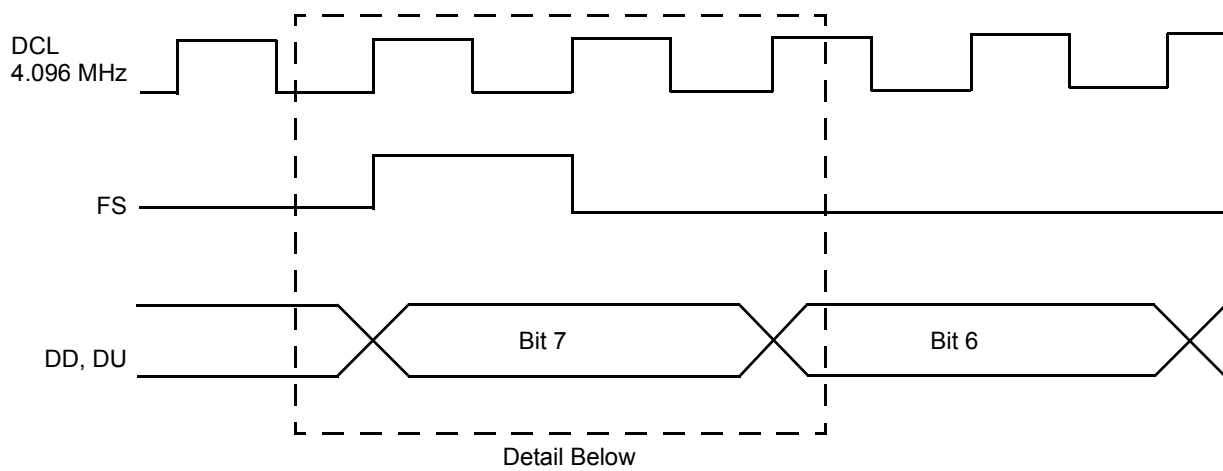 DCL
4.096 MHz
FS
DD, DU
Bit 7
Bit 6
Detail Below